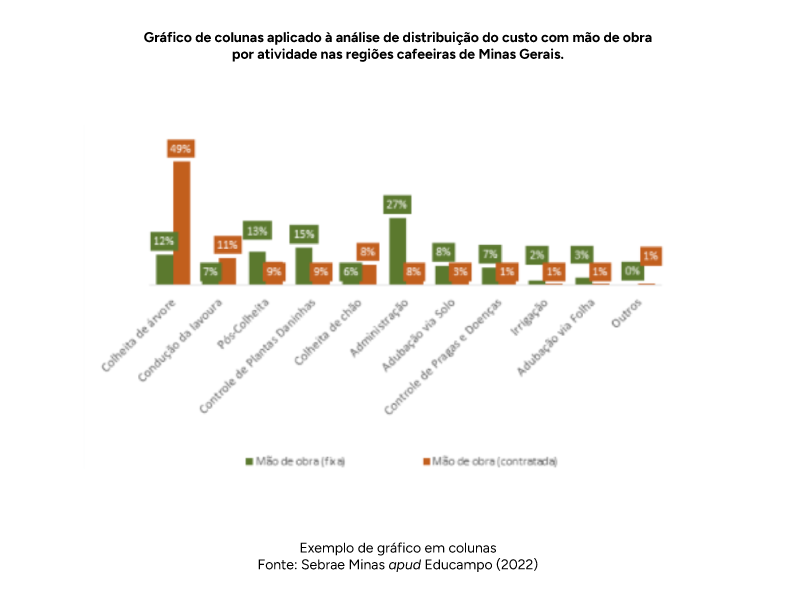 Gráfico de colunas aplicado à análise de distribuição do custo com mão de obra
por atividade nas regiões cafeeiras de Minas Gerais.
49%
12%
7%
11%
13%
9%
15%
9%
6%
8%
27%
8%
8%
3%
7%
1%
2%
1%
3%
1%
0%
1%
Colheita de árvore
Condução da lavoura
Pós-Colheita
Controle de Plantas Daninhas
Colheita de chão
Administração
Adubação via Solo
Controle de Pragas e Doenças
Irrigação
Adubação via Folha
Outros
Mão de obra (fixa)
Mão de obra (contratada)
Exemplo de gráfico em colunas
Fonte: Sebrae Minas apud Educampo (2022)